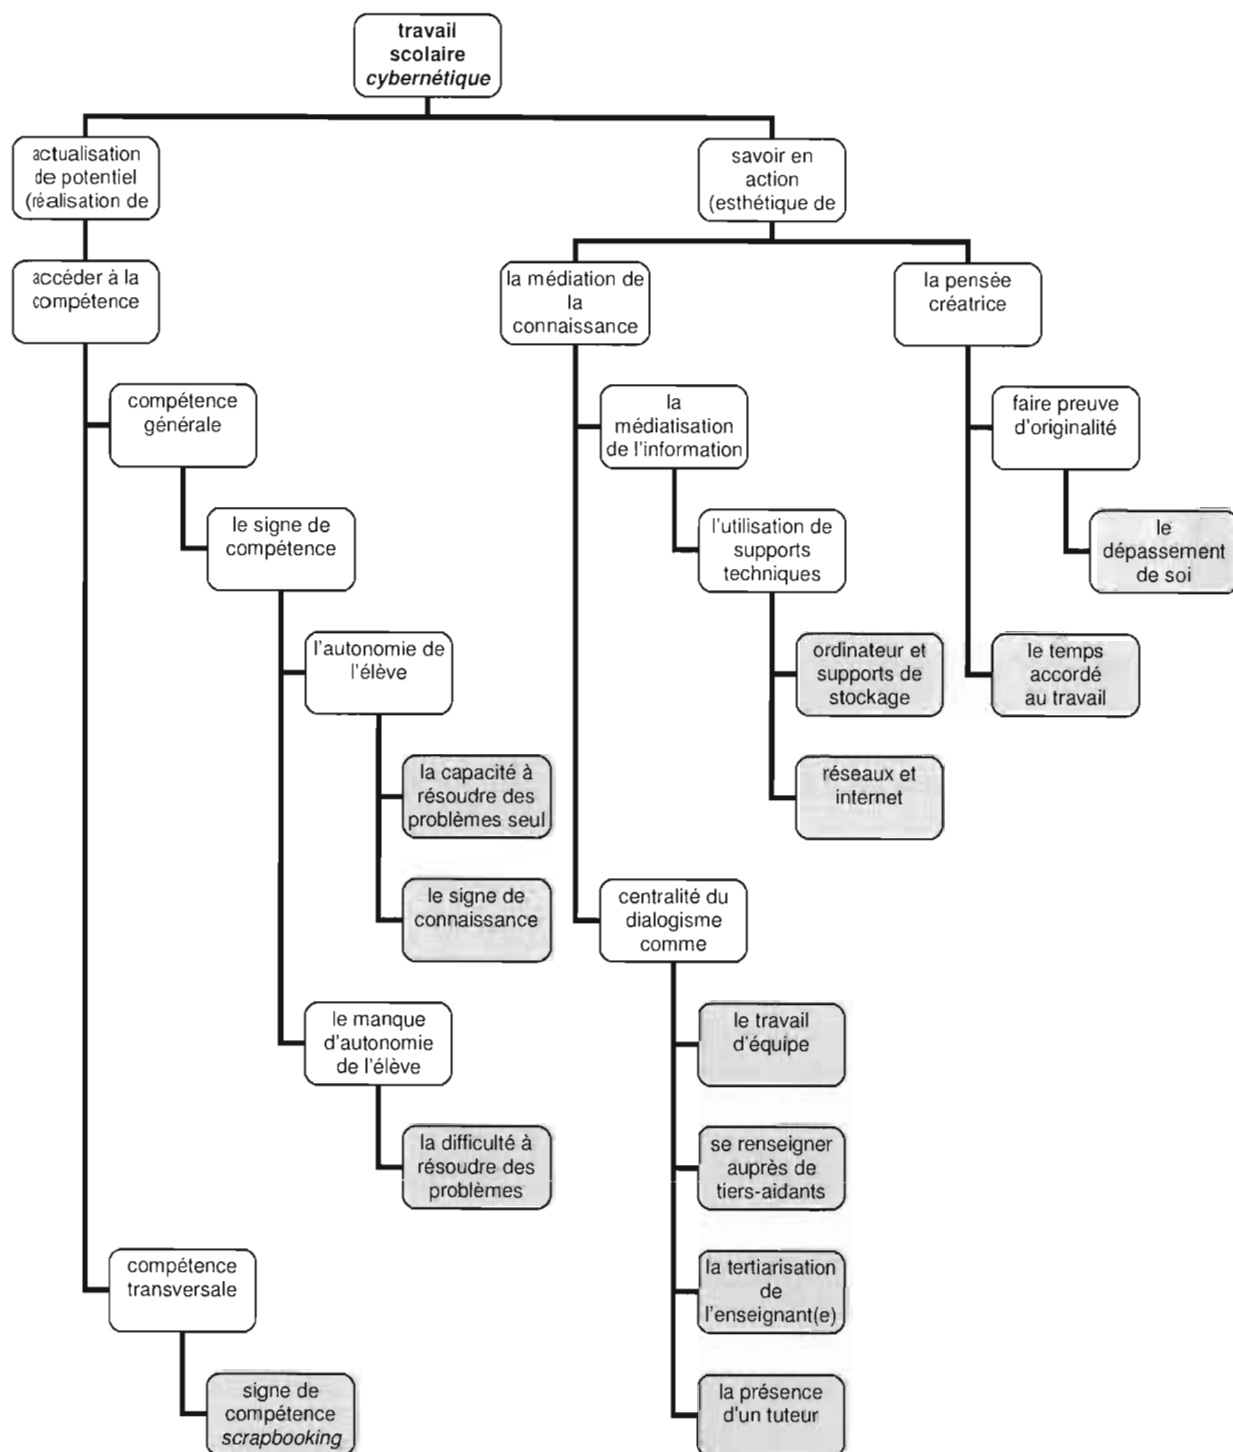 travail
scolaire
cybernétique
actualisation
de potentiel
(réalisation de
savoir en
action
(esthétique de
accéder à la
compétence
la médiation de
la
connaissance
la pensée
créatrice
compétence
générale
la
médiatisation
de l'information
faire preuve
d'originalité
le signe de
compétence
l'utilisation de
supports
techniques
le
dépassement
de soi
l'autonomie de
l'élève
ordinateur et
supports de
stockage
le temps
accordé
au travail
la capacité à
résoudre des
problèmes seul
réseaux et
internet
le signe de
connaissance
centralité du
dialogisme
comme
le manque
d'autonomie
de l'élève
le travail
d'équipe
la difficulté à
résoudre des
problèmes
se renseigner
auprès de
tiers-aidants
compétence
transversale
la tertiarisation
de
l'enseignant(e)
signe de
compétence
scrapbooking
la présence
d'un tuteur